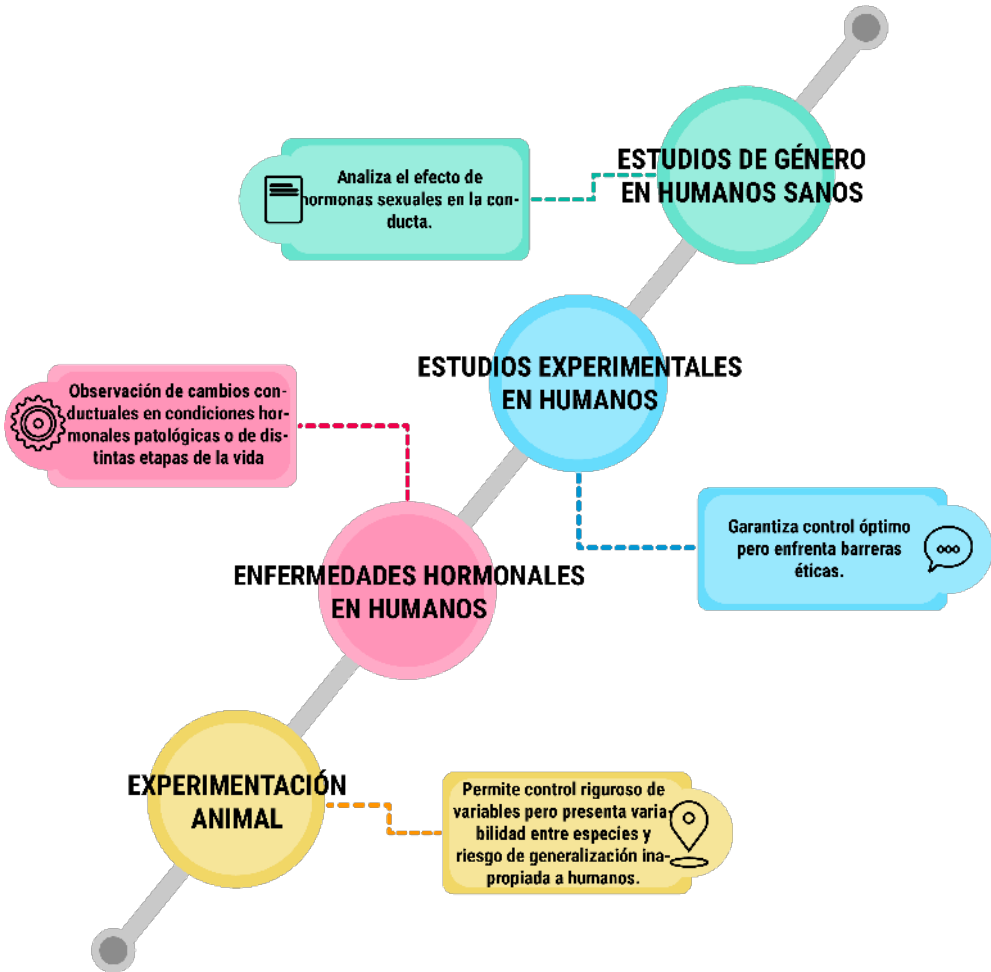 ESTUDIOS DE GÉNERO
EN HUMANOS SANOS
Analiza el efecto de
hormonas sexuales en la con-
ducta.
ESTUDIOS EXPERIMENTALES
EN HUMANOS
Garantiza control óptimo
pero enfrenta barreras
éticas.
Observación de cambios con-
ductuales en condiciones hor-
monales patológicas o de dis-
tintas etapas de la vida
ENFERMEDADES HORMONALES
EN HUMANOS
EXPERIMENTACIÓN
ANIMAL
Permite control riguroso de
variables pero presenta varia-
bilidad entre especies y
riesgo de generalización ina-
propiada a humanos.